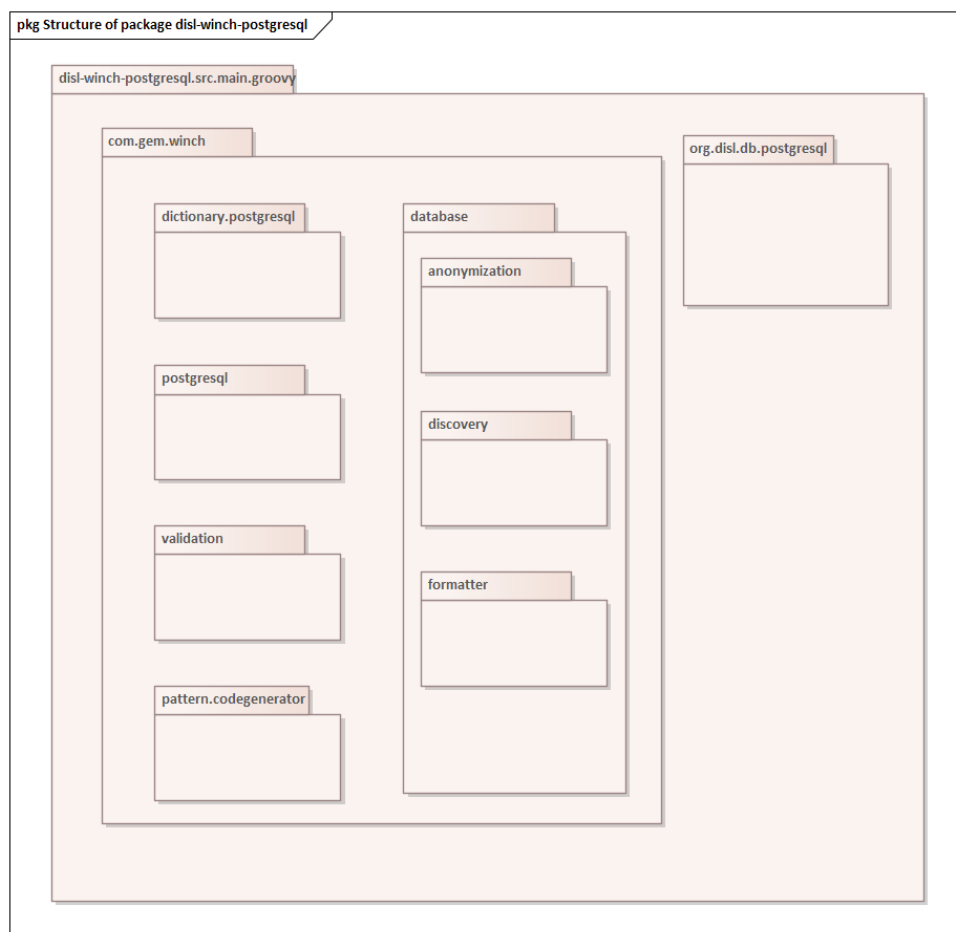 pkg Structure of package disl-winch-postgresql
disl-winch-postgresql.src.main.groovy
com.gem.winch
org.disl.db.postgresql
dictionary.postgresql
database
anonymization
postgresql
discovery
validation
formatter
pattern.codegenerator